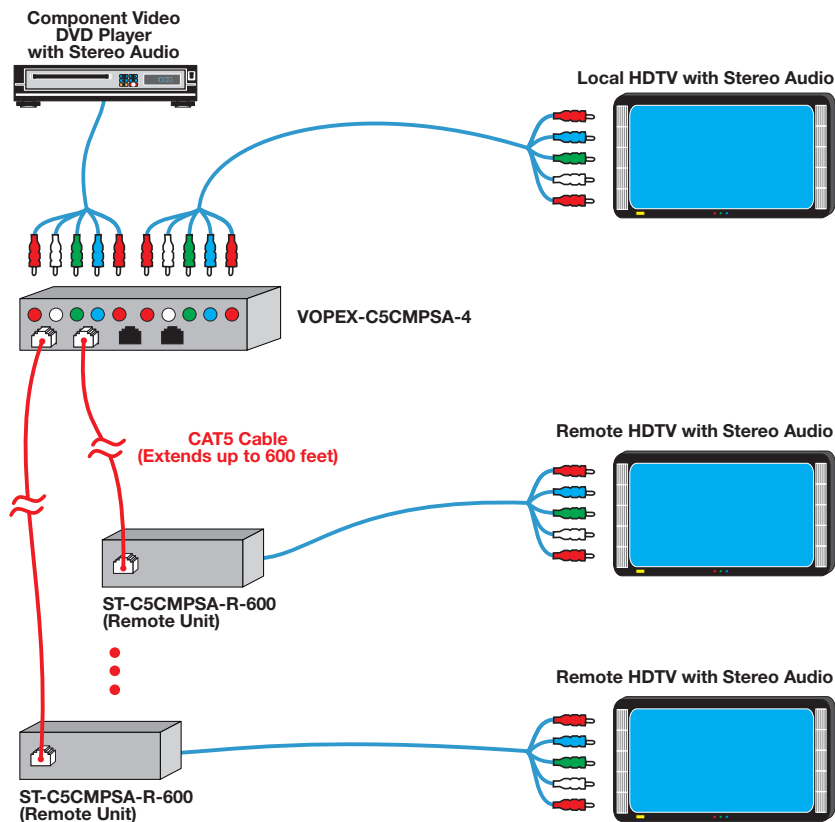 Component Video
DVD Player
with Stereo Audio
Local HDTV with Stereo Audio
VOPEX-C5CMPSA-4
CAT5 Cable
(Extends up to 600 feet)
Remote HDTV with Stereo Audio
ST-C5CMPSA-R-600
(Remote Unit)
Remote HDTV with Stereo Audio
ST-C5CMPSA-R-600
(Remote Unit)